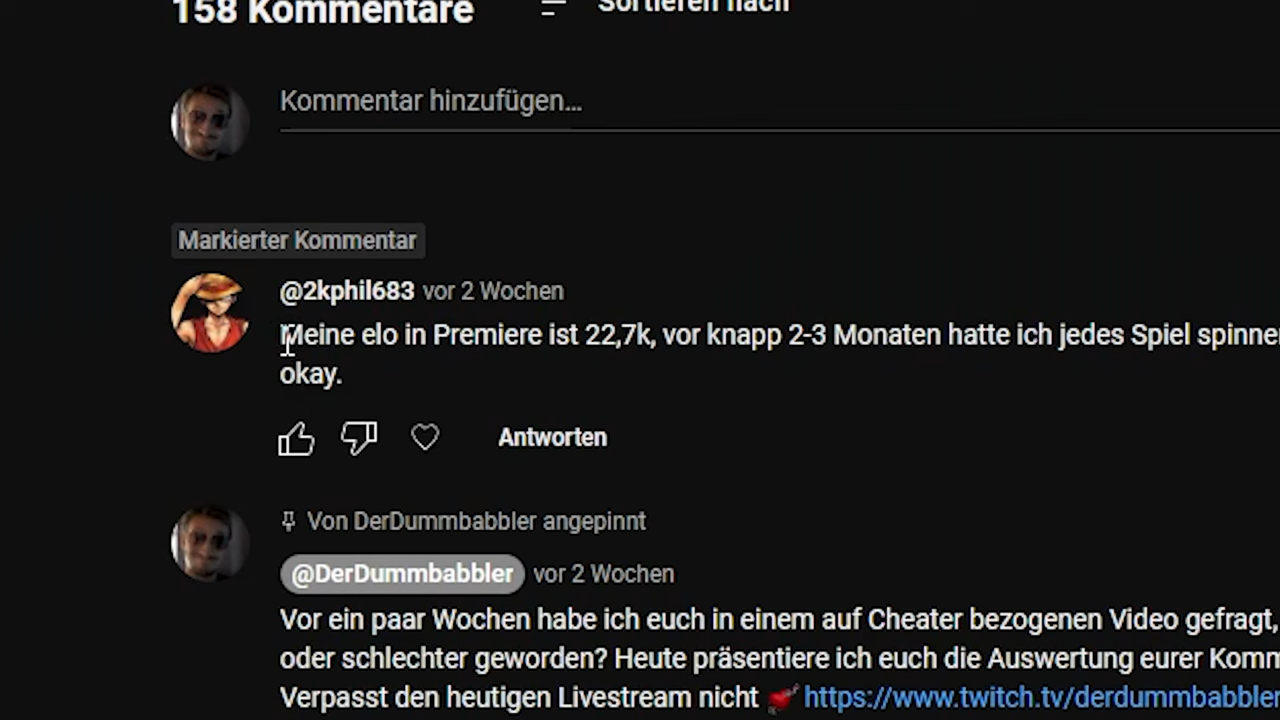 158 Kommentare
Sortieren nach
Kommentar hinzufügen...
Markierter Kommentar
@2kphil683 vor 2 Wochen
Meine elo in Premiere ist 22,7k, vor knapp 2-3 Monaten hatte ich jedes Spiel
okay.
Antworten
Von DerDummbabbler angepinnt
@DerDummbabbler vor 2 Wochen
Vor ein paar Wochen habe ich euch in einem auf Cheater bezogenen Video gefragt,
oder schlechter geworden? Heute präsentiere ich euch die Auswertung eurer
Verpasst den heutigen Livestream nicht https://www.twitch.tv/derdummbabbler